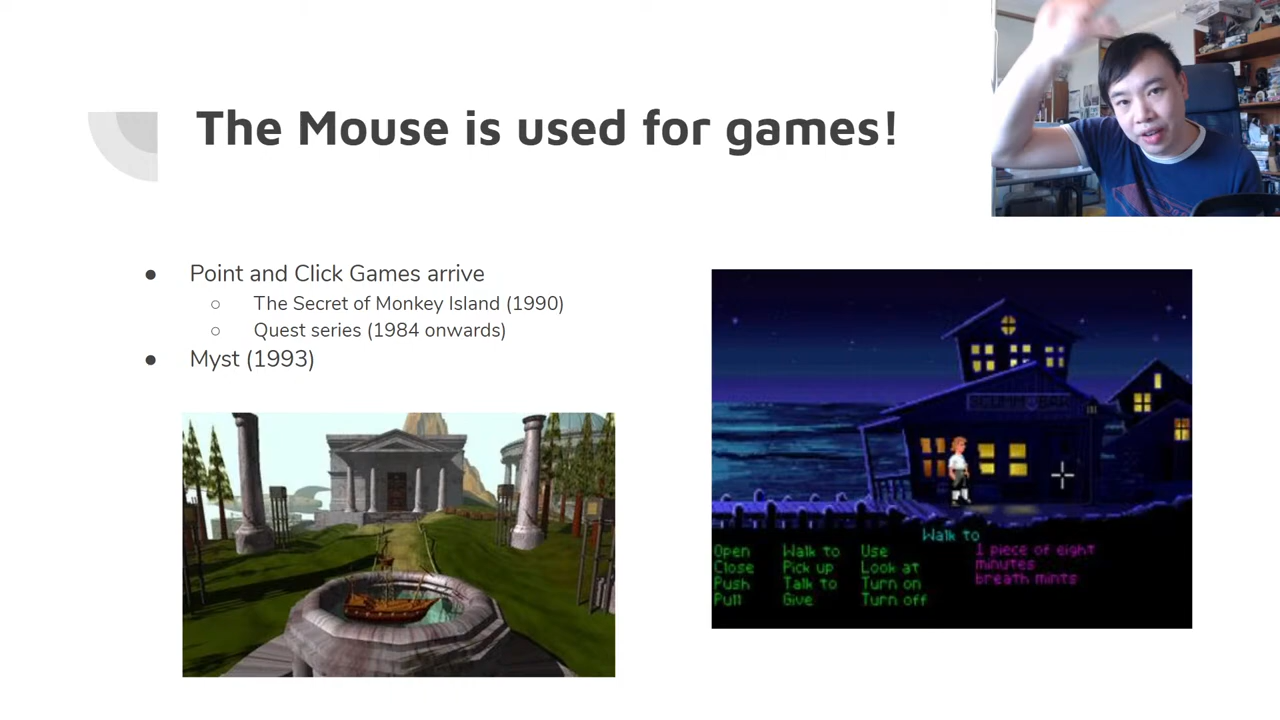 The Mouse is used for games!
● Point and Click Games arrive
○ The Secret of Monkey Island (1990)
○ Quest series (1984 onwards)
● Myst (1993)
SCUMM BAR
Walk to
Open Walk to Use 1 piece of eight
Close Pick up Look at minutes
Push Talk to Turn on breath mints
Pull Give Turn off